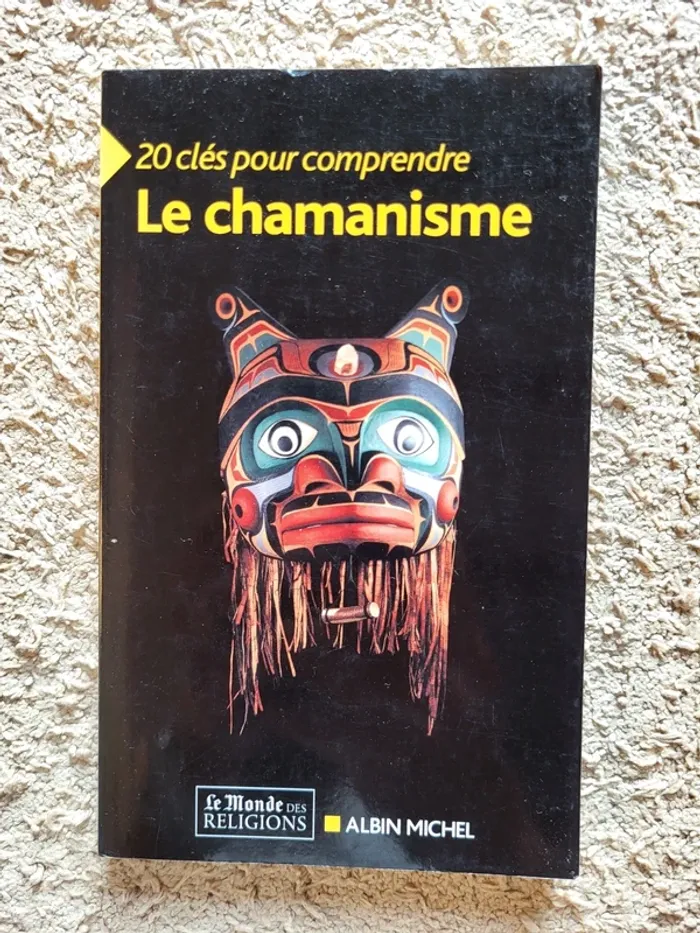 20 clés pour comprendre
Le chamanisme
Le Monde DES
RELIGIONS
ALBIN MICHEL